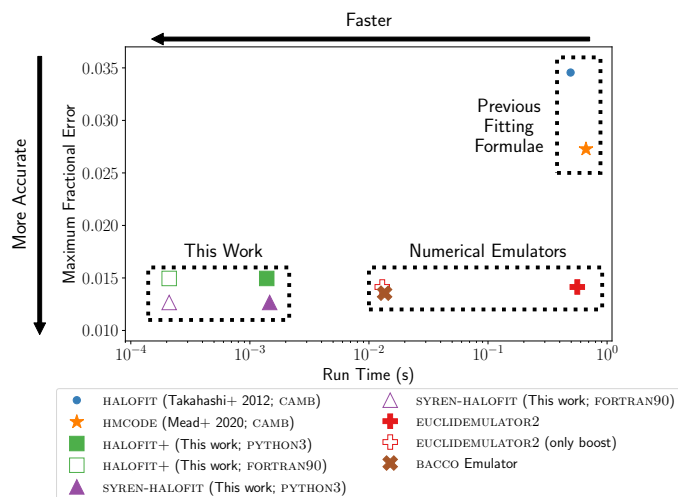 Faster
More Accurate
Maximum Fractional Error
0.035
0.030
0.025
0.020
0.015
0.010
Previous
Fitting
Formulae
This Work
Numerical Emulators
10⁻⁴
10⁻³
10⁻²
10⁻¹
10⁰
Run Time (s)
HALOFIT (Takahashi+ 2012; CAMB)
HMCODE (Mead+ 2020; CAMB)
HALOFIT+ (This work; PYTHON3)
HALOFIT+ (This work; FORTRAN90)
SYREN-HALOFIT (This work; PYTHON3)
SYREN-HALOFIT (This work; FORTRAN90)
EUCLIDEMULATOR2
EUCLIDEMULATOR2 (only boost)
BACCO Emulator